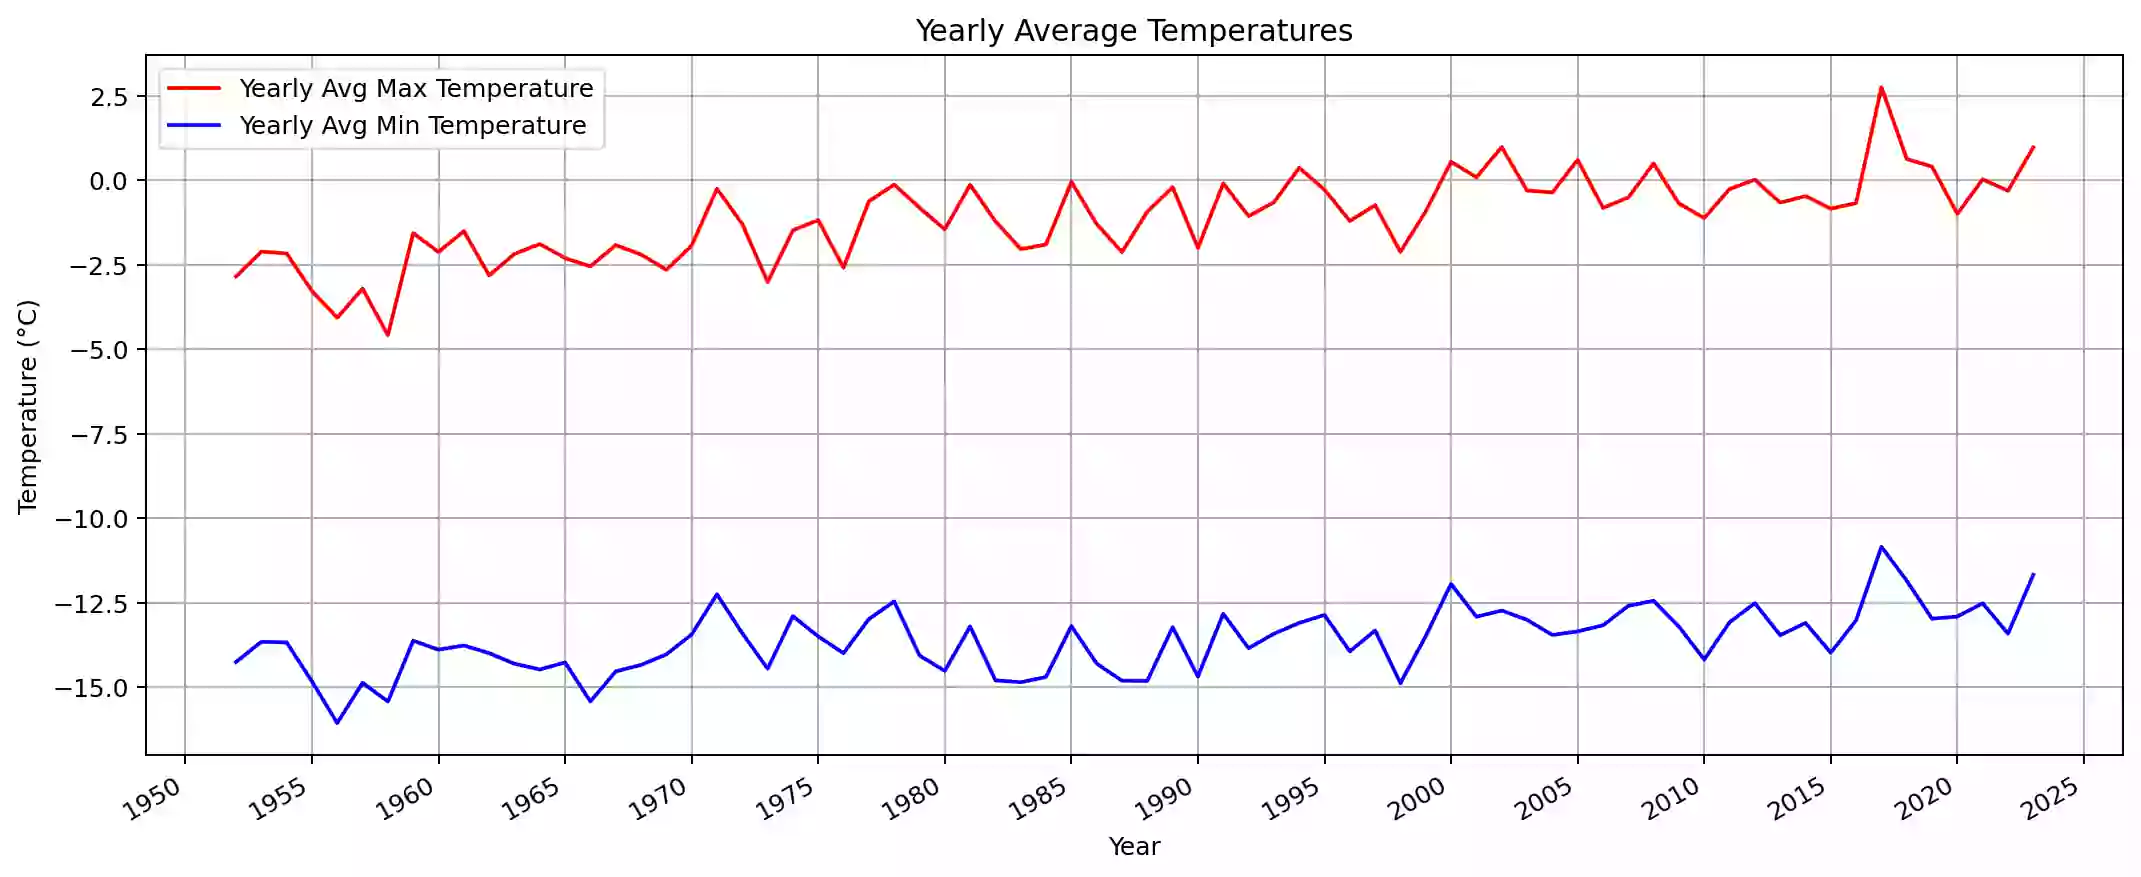 Yearly Average Temperatures
Yearly Avg Max Temperature
Yearly Avg Min Temperature
2.5
0.0
−2.5
−5.0
−7.5
−10.0
−12.5
−15.0
Temperature (°C)
1950 1955 1960 1965 1970 1975 1980 1985 1990 1995 2000 2005 2010 2015 2020 2025
Year